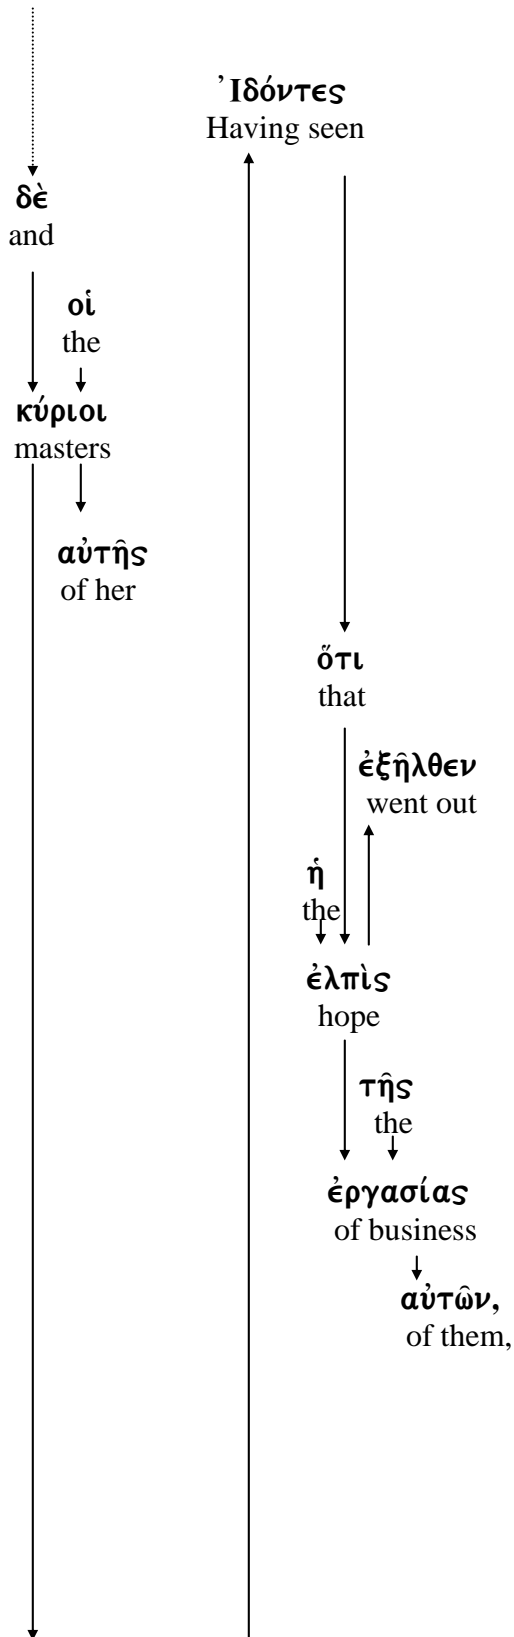 Ἰδόντες
Having seen
δὲ
and
οἱ
the
κύριοι
masters
αὐτῆς
of her
ὅτι
that
ἐξῆλθεν
went out
ἡ
the
ἐλπὶς
hope
τῆς
the
ἐργασίας
of business
αὐτῶν,
of them,